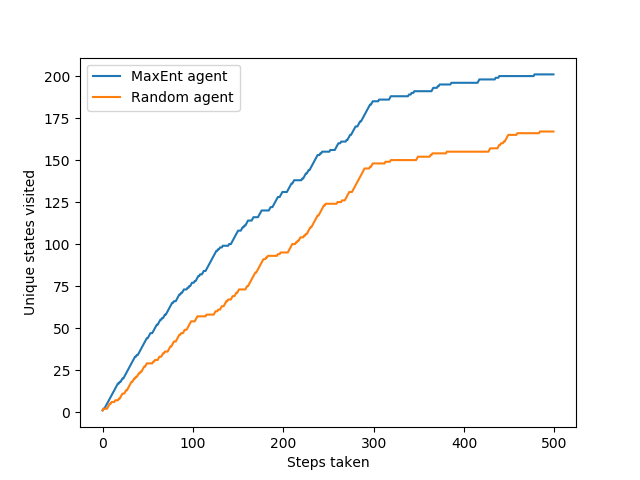 MaxEnt agent
Random agent
200
175
150
125
100
75
50
25
0
Unique states visited
0 100 200 300 400 500
Steps taken